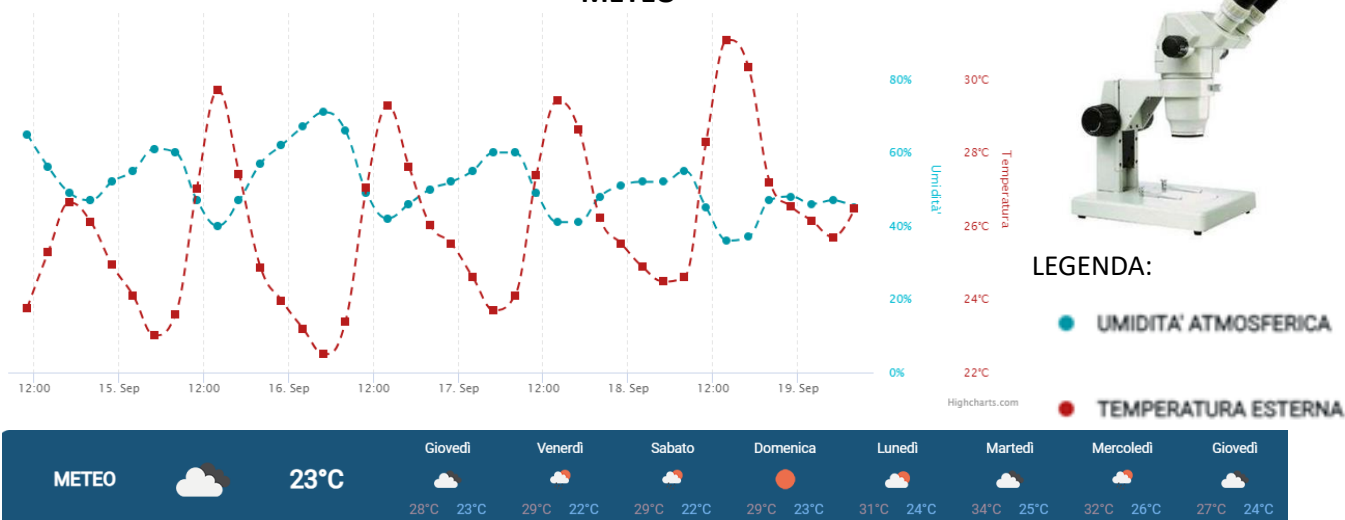 METEO
80%
30°C
60%
28°C
Umidità'
Temperatura
40%
26°C
20%
24°C
0%
22°C
12:00 15. Sep 12:00 16. Sep 12:00 17. Sep 12:00 18. Sep 12:00 19. Sep
Highcharts.com
LEGENDA:
UMIDITA' ATMOSFERICA
TEMPERATURA ESTERNA
METEO 23°C
Giovedì Venerdì Sabato Domenica Lunedì Martedì Mercoledì Giovedì
28°C 23°C 29°C 22°C 29°C 22°C 29°C 23°C 31°C 24°C 34°C 25°C 32°C 26°C 27°C 24°C